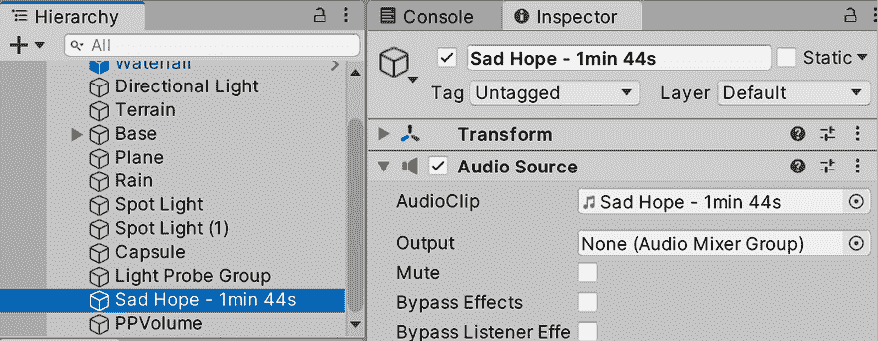 Hierarchy
All
Waterfall
Directional Light
Terrain
Base
Plane
Rain
Spot Light
Spot Light (1)
Capsule
Light Probe Group
Sad Hope - 1min 44s
PPVolume
Console
Inspector
Sad Hope - 1min 44s
Static
Tag Untagged Layer Default
Transform
Audio Source
AudioClip Sad Hope - 1min 44s
Output None (Audio Mixer Group)
Mute
Bypass Effects
Bypass Listener Effe